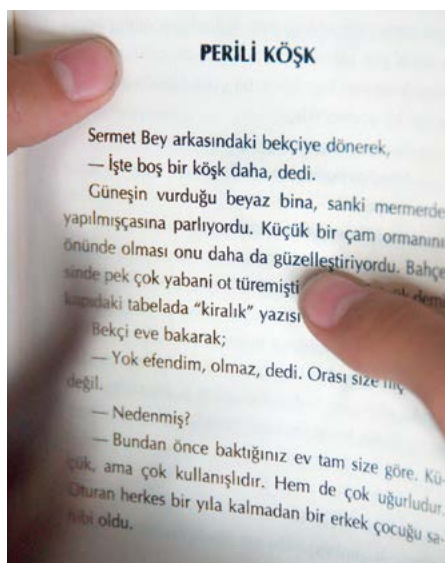 PERİLİ KÖŞK
Sermet Bey arkasındaki bekçiye dönerek,
— İşte boş bir köşk daha, dedi.
Güneşin vurduğu beyaz bina, sanki mermerde
yapılmışçasına parlıyordu. Küçük bir çam ormanını
önünde olması onu daha da güzelleştiriyordu. Bahçe
sinde pek çok yabani ot türemişti
kapıdaki tabelada “kiralık” yazısı
Bekçi eve bakarak;
— Yok efendim, olmaz, dedi. Orası size hiç
değil.
— Nedenmiş?
— Bundan önce baktığınız ev tam size göre. Kü-
çük, ama çok kullanışlıdır. Hem de çok uğurludur.
Oturan herkes bir yıla kalmadan bir erkek çocuğu sa-
hibi oldu.